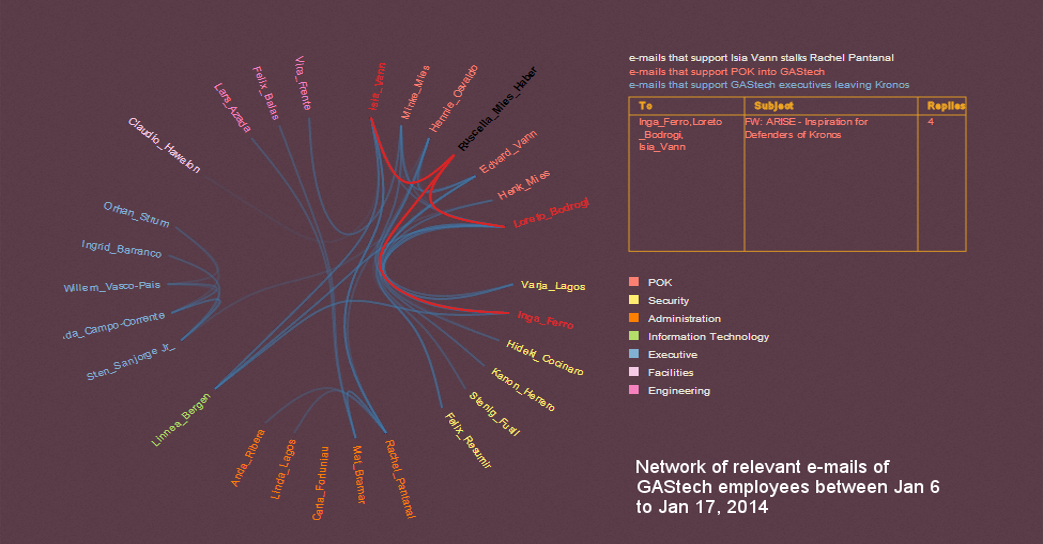 e-mails that support Isia Vann stalks Rachel Pantanal
e-mails that support POK into GAStech
e-mails that support GAStech executives leaving Kronos
To Subject Replies
Inga_Ferro,Loreto FW: ARISE - Inspiration for 4
_Bodrogi, Defenders of Kronos
Isia_Vann
Vira_Frente
Felix_Balas
Lars_Azada
Claudio_Hawelon
Orhan_Strum
Ingrid_Barranco
Willem_Vasco-Pais
da_Campo-Corrente
Sten_Sanjorge Jr_
Linnea_Bergen
Anda_Ribera
Linda_Lagos
Carla_Forluniau
Mat_Bramar
Rachel_Pantanal
Felix_Resumir
Stenig_Fusil
Kanon_Herrero
Hideki_Cocinaro
Inga_Ferro
Varja_Lagos
Loreto_Bodrogi
Henk_Mies
Edvard_Vann
Ruscella_Mies_Haber
Hennie_Osvaldo
Minke_Mies
Isia_Vann
POK
Security
Administration
Information Technology
Executive
Facilities
Engineering
Network of relevant e-mails of
GAStech employees between Jan 6
to Jan 17, 2014